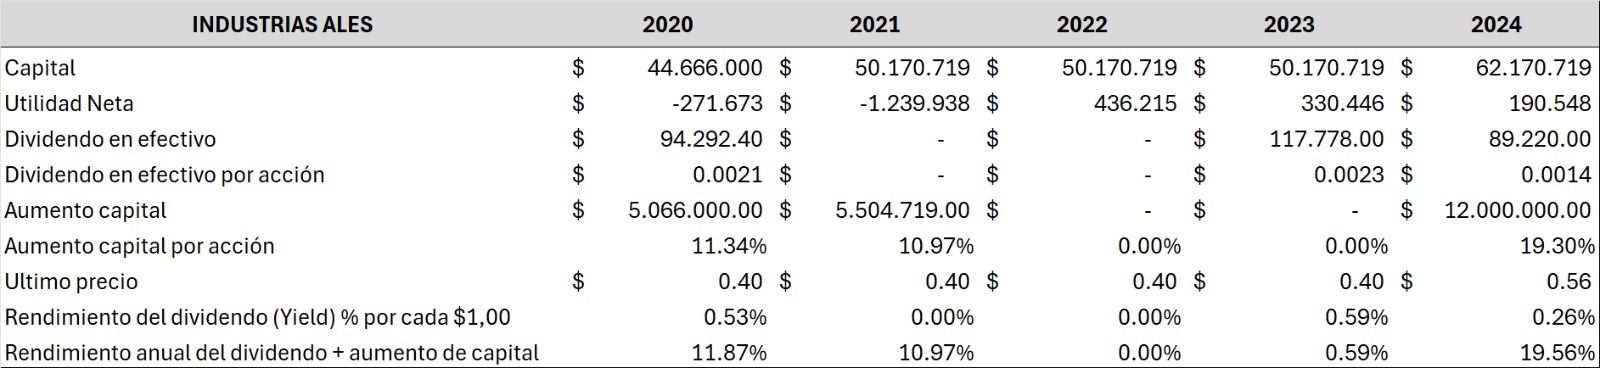 INDUSTRIAS ALES 2020 2021 2022 2023 2024
Capital $ 44.666.000 $ 50.170.719 $ 50.170.719 $ 50.170.719 $ 62.170.719
Utilidad Neta $ -271.673 $ -1.239.938 $ 436.215 $ 330.446 $ 190.548
Dividendo en efectivo $ 94.292.40 $ - $ - $ 117.778.00 $ 89.220.00
Dividendo en efectivo por acción $ 0.0021 $ - $ - $ 0.0023 $ 0.0014
Aumento capital $ 5.066.000.00 $ 5.504.719.00 $ - $ - $ 12.000.000.00
Aumento capital por acción 11.34% 10.97% 0.00% 0.00% 19.30%
Ultimo precio $ 0.40 $ 0.40 $ 0.40 $ 0.40 $ 0.56
Rendimiento del dividendo (Yield) % por cada $1,00 0.53% 0.00% 0.00% 0.59% 0.26%
Rendimiento anual del dividendo + aumento de capital 11.87% 10.97% 0.00% 0.59% 19.56%